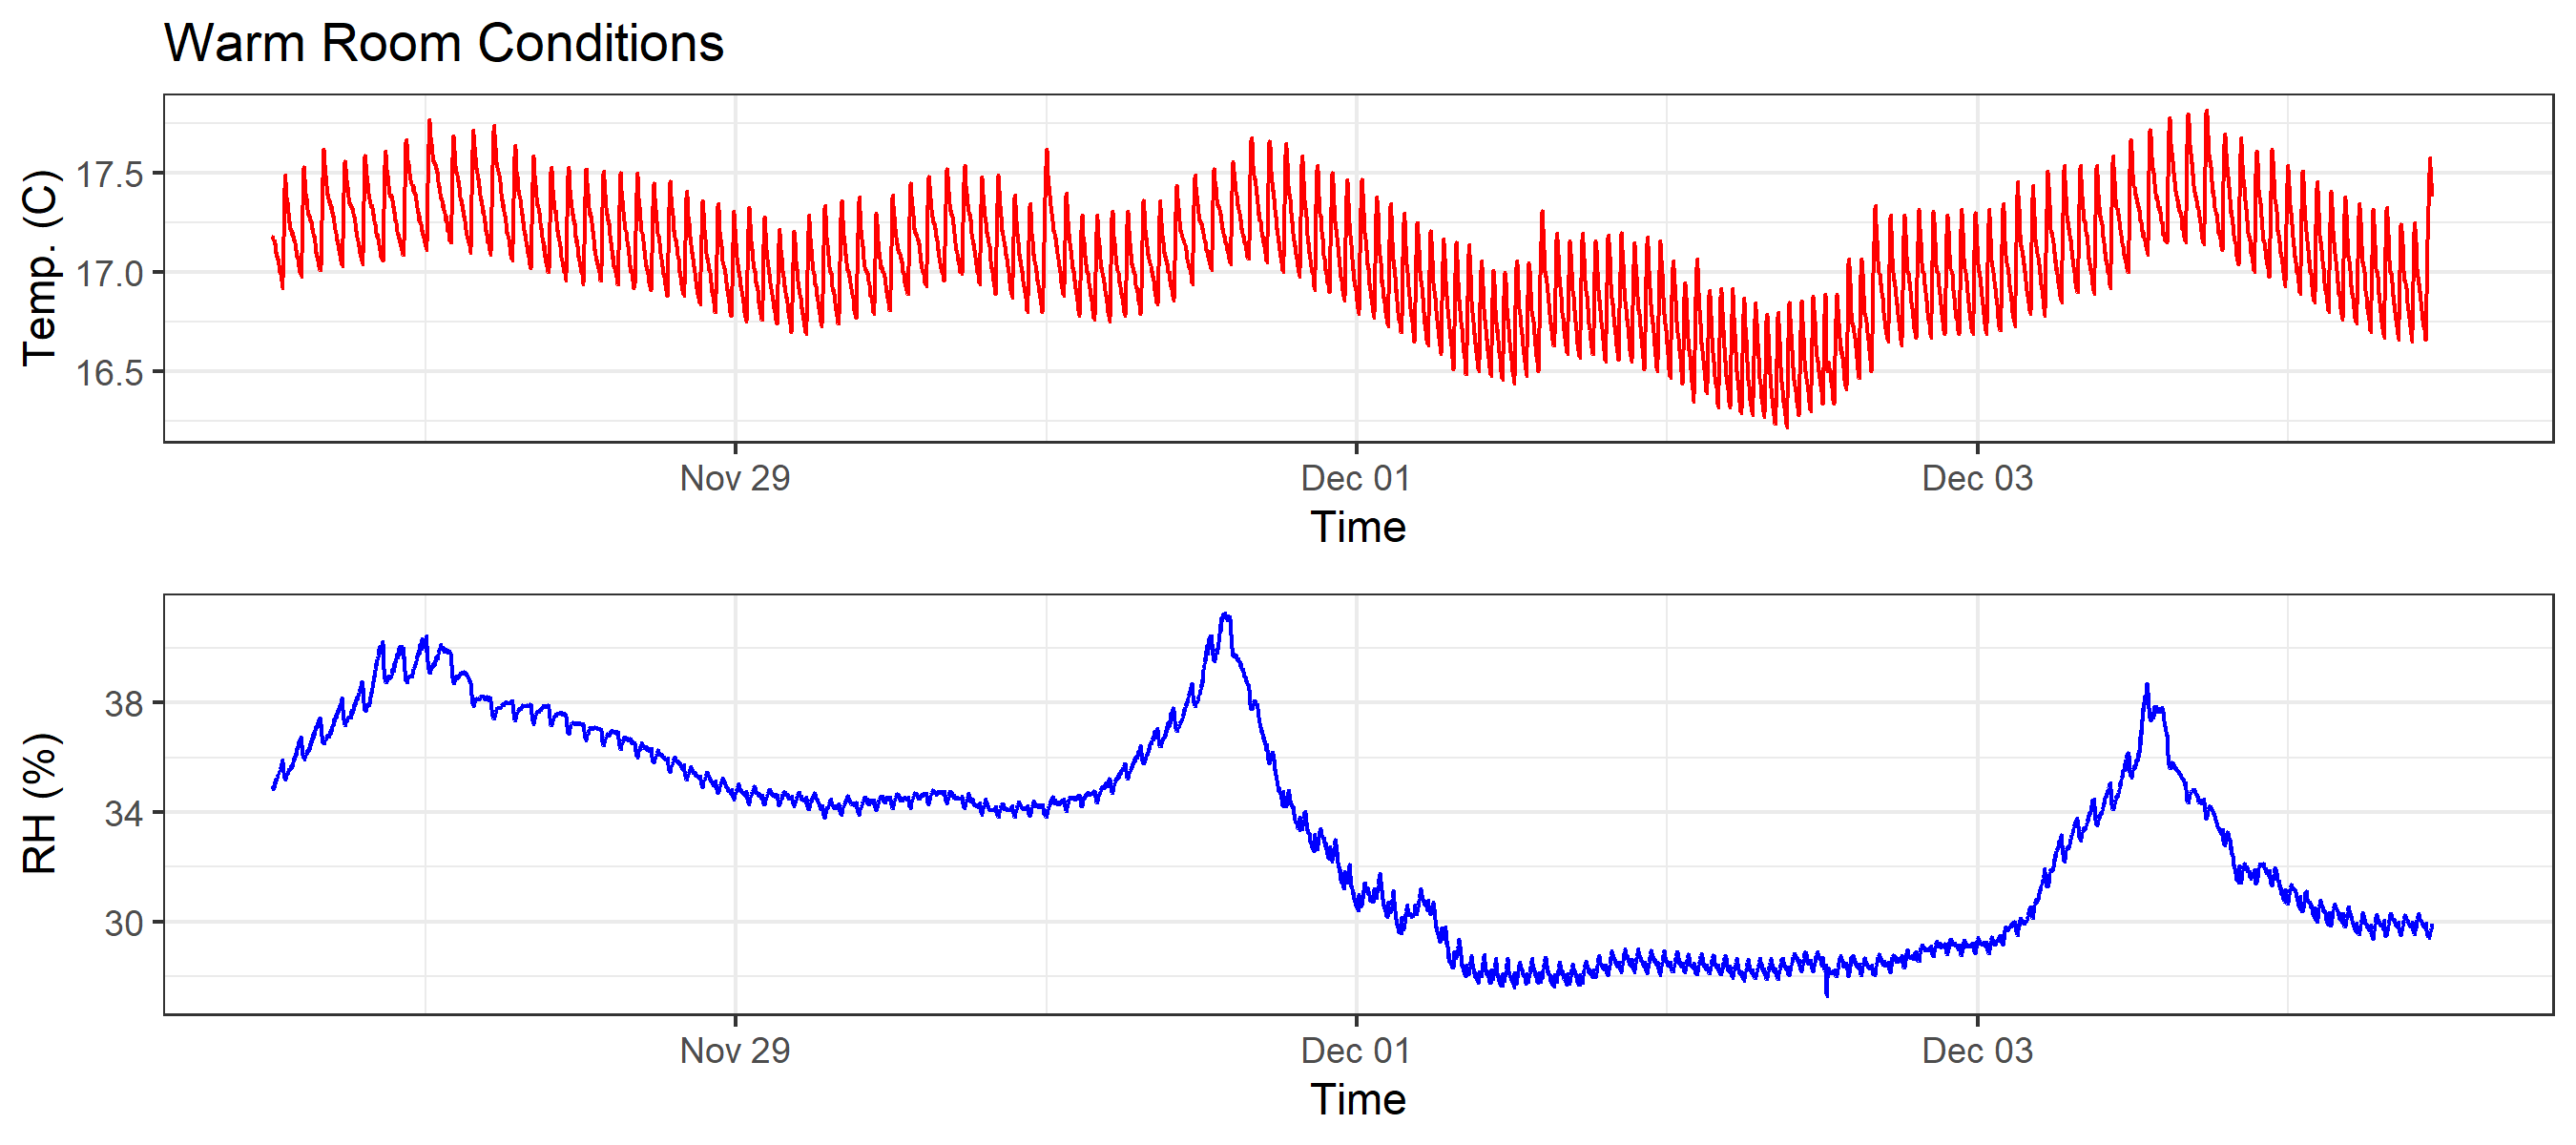 Warm Room Conditions
Temp. (C)
17.5
17.0
16.5
Nov 29 Dec 01 Dec 03
Time
RH (%)
38
34
30
Nov 29 Dec 01 Dec 03
Time